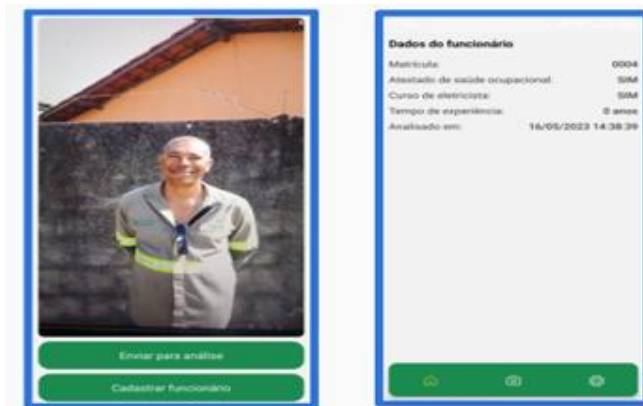 Enviar para análise
Cadastrar funcionário
Dados do funcionário
Matrícula: 0004
Atestado de saúde ocupacional: SIM
Curso de eletricista: SIM
Tempo de experiência: 0 anos
Analisado em: 16/05/2023 14:38:39